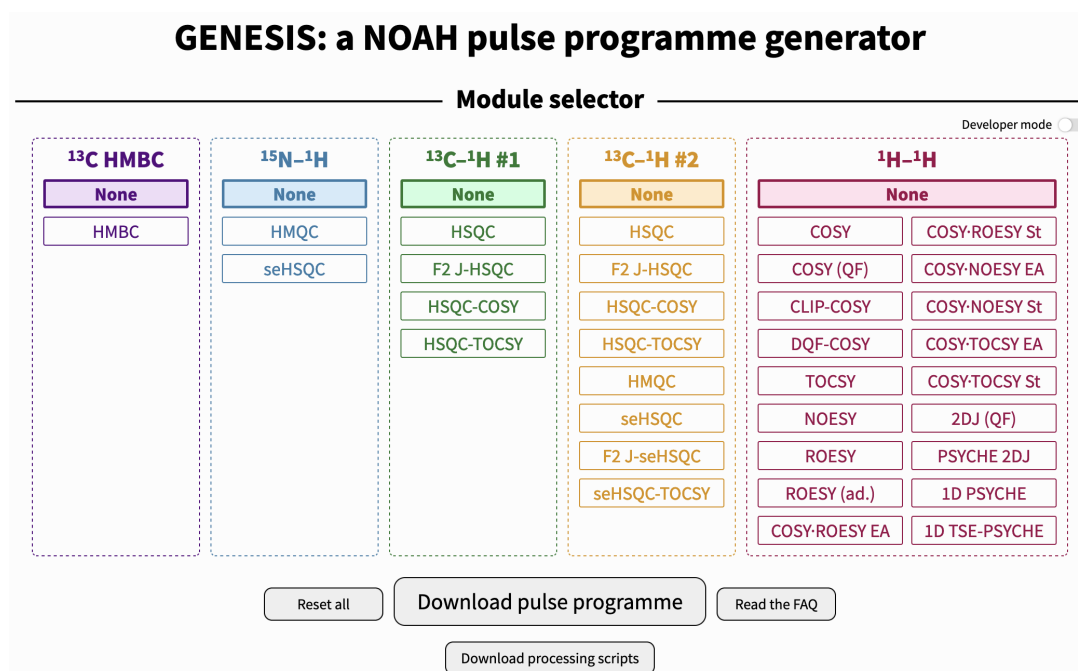 GENESIS: a NOAH pulse programme generator
Module selector
Developer mode
¹³C HMBC
None
HMBC
¹⁵N–¹H
None
HMQC
seHSQC
¹³C–¹H #1
None
HSQC
F2 J-HSQC
HSQC-COSY
HSQC-TOCSY
¹³C–¹H #2
None
HSQC
F2 J-HSQC
HSQC-COSY
HSQC-TOCSY
HMQC
seHSQC
F2 J-seHSQC
seHSQC-TOCSY
¹H–¹H
None
COSY
COSY (QF)
CLIP-COSY
DQF-COSY
TOCSY
NOESY
ROESY
ROESY (ad.)
COSY·ROESY EA
COSY·ROESY St
COSY·NOESY EA
COSY·NOESY St
COSY·TOCSY EA
COSY·TOCSY St
2DJ (QF)
PSYCHE 2DJ
1D PSYCHE
1D TSE-PSYCHE
Reset all
Download pulse programme
Read the FAQ
Download processing scripts